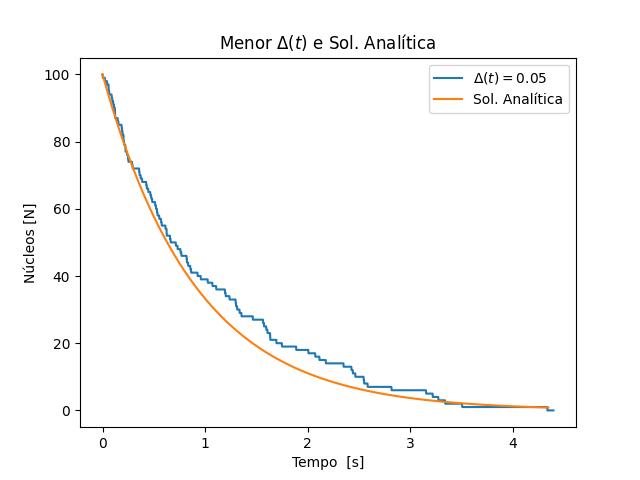 Menor Δ(t) e Sol. Analítica
Δ(t) = 0.05
Sol. Analítica
Núcleos [N]
100
80
60
40
20
0
0 1 2 3 4
Tempo [s]